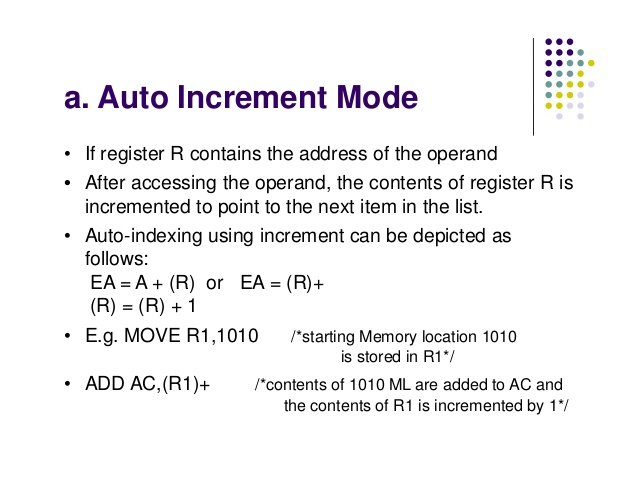 a. Auto Increment Mode
• If register R contains the address of the operand
• After accessing the operand, the contents of register R is
incremented to point to the next item in the list.
• Auto-indexing using increment can be depicted as
follows:
EA = A + (R) or EA = (R)+
(R) = (R) + 1
• E.g. MOVE R1,1010 /*starting Memory location 1010
is stored in R1*/
• ADD AC,(R1)+ /*contents of 1010 ML are added to AC and
the contents of R1 is incremented by 1*/